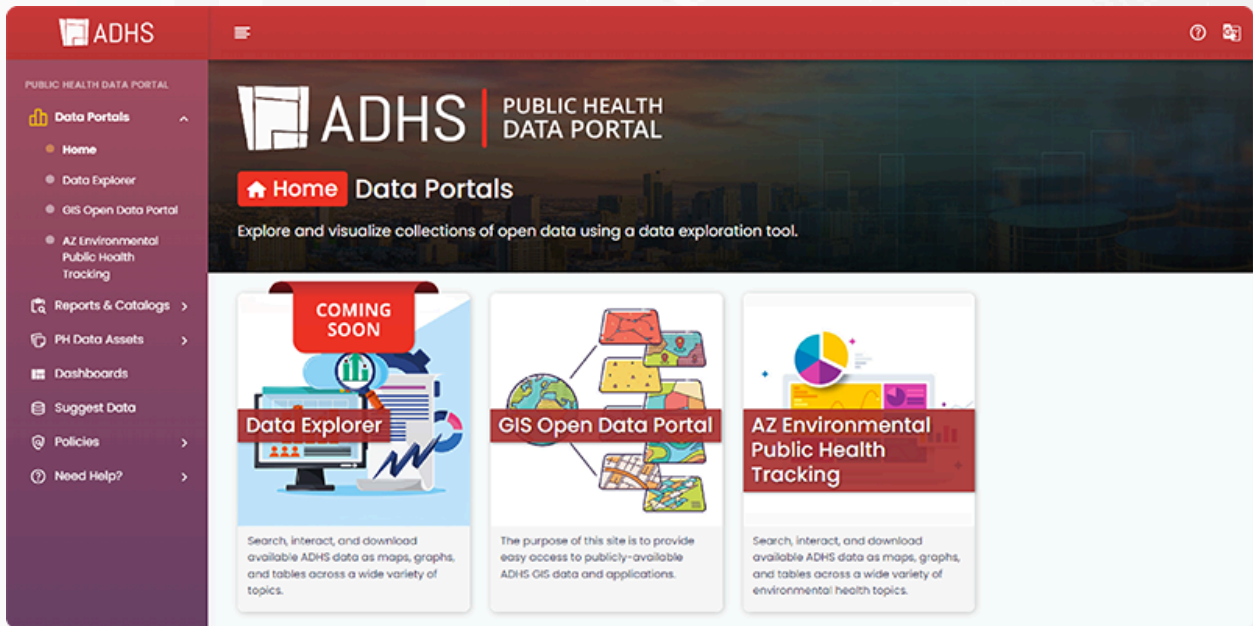 ADHS
PUBLIC HEALTH DATA PORTAL
Data Portals
Home
Data Explorer
GIS Open Data Portal
AZ Environmental
Public Health
Tracking
Reports & Catalogs
PH Data Assets
Dashboards
Suggest Data
Policies
Need Help?
ADHS
PUBLIC HEALTH
DATA PORTAL
Home Data Portals
Explore and visualize collections of open data using a data exploration tool.
COMING
SOON
Data Explorer
Search, interact, and download
available ADHS data as maps, graphs,
and tables across a wide variety of
topics.
GIS Open Data Portal
The purpose of this site is to provide
easy access to publicly-available
ADHS GIS data and applications.
AZ Environmental
Public Health
Tracking
Search, interact, and download
available ADHS data as maps, graphs,
and tables across a wide variety of
environmental health topics.